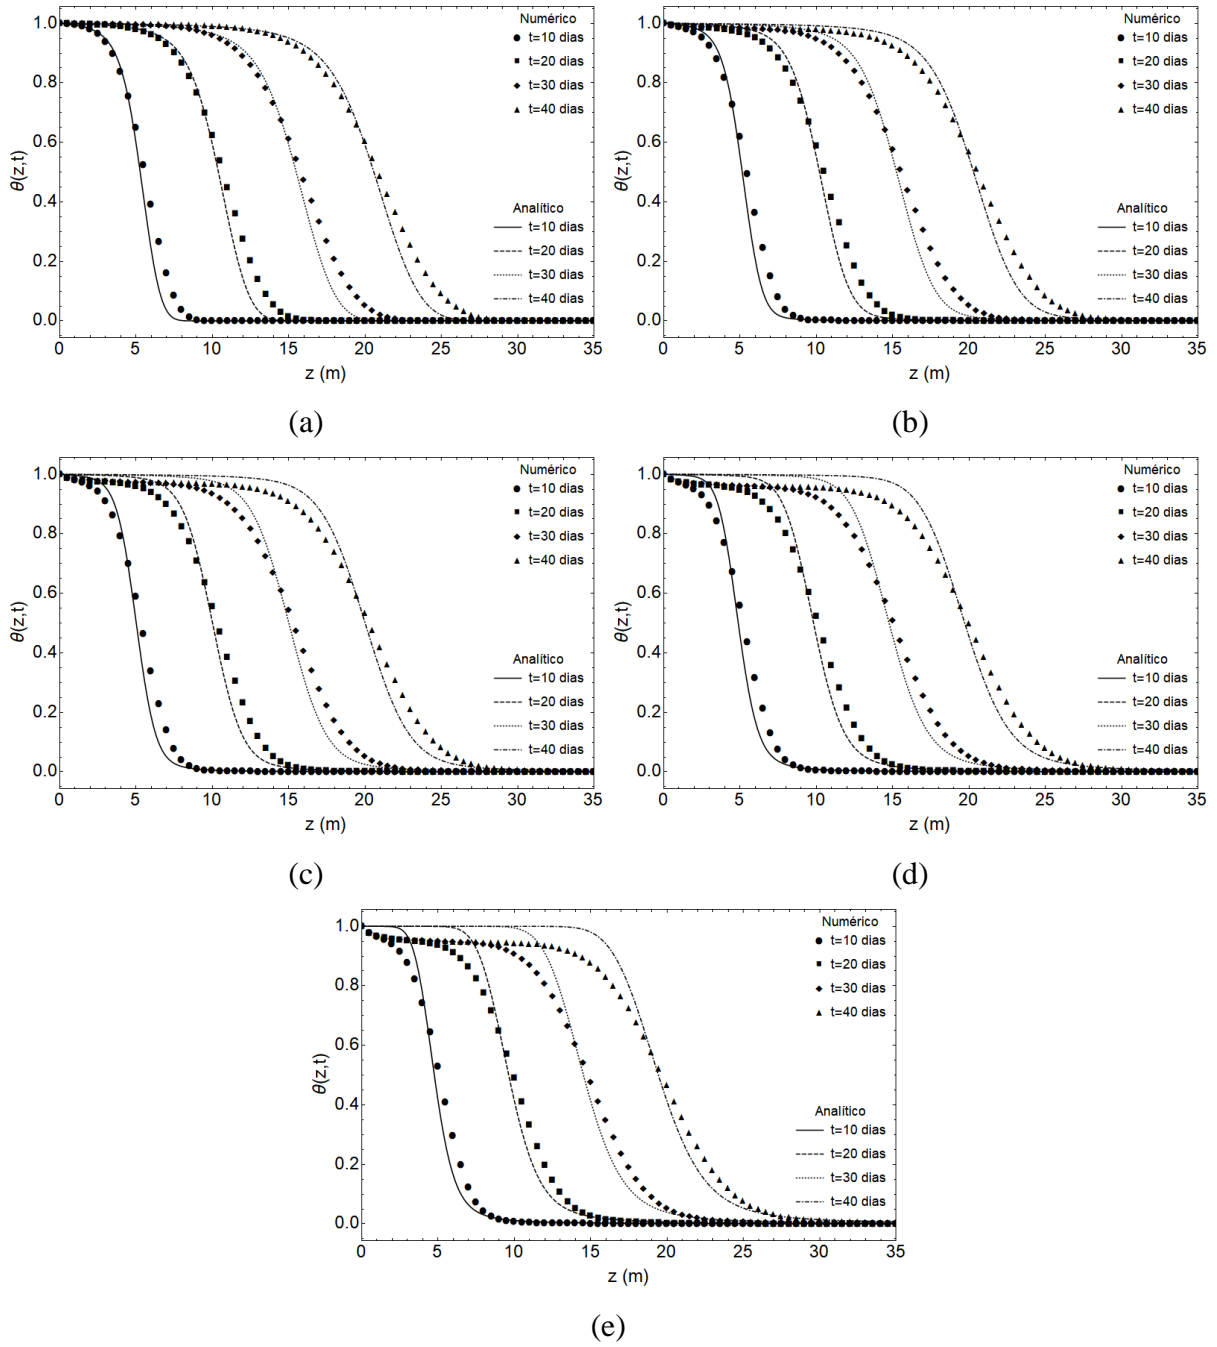 Numérico
t=10 dias
t=20 dias
t=30 dias
t=40 dias
Analítico
t=10 dias
t=20 dias
t=30 dias
t=40 dias
1.0
0.8
0.6
0.4
0.2
0.0
θ(z,t)
0 5 10 15 20 25 30 35
z (m)
(a)
Numérico
t=10 dias
t=20 dias
t=30 dias
t=40 dias
Analítico
t=10 dias
t=20 dias
t=30 dias
t=40 dias
1.0
0.8
0.6
0.4
0.2
0.0
θ(z,t)
0 5 10 15 20 25 30 35
z (m)
(b)
Numérico
t=10 dias
t=20 dias
t=30 dias
t=40 dias
Analítico
t=10 dias
t=20 dias
t=30 dias
t=40 dias
1.0
0.8
0.6
0.4
0.2
0.0
θ(z,t)
0 5 10 15 20 25 30 35
z (m)
(c)
Numérico
t=10 dias
t=20 dias
t=30 dias
t=40 dias
Analítico
t=10 dias
t=20 dias
t=30 dias
t=40 dias
1.0
0.8
0.6
0.4
0.2
0.0
θ(z,t)
0 5 10 15 20 25 30 35
z (m)
(d)
Numérico
t=10 dias
t=20 dias
t=30 dias
t=40 dias
Analítico
t=10 dias
t=20 dias
t=30 dias
t=40 dias
1.0
0.8
0.6
0.4
0.2
0.0
θ(z,t)
0 5 10 15 20 25 30 35
z (m)
(e)